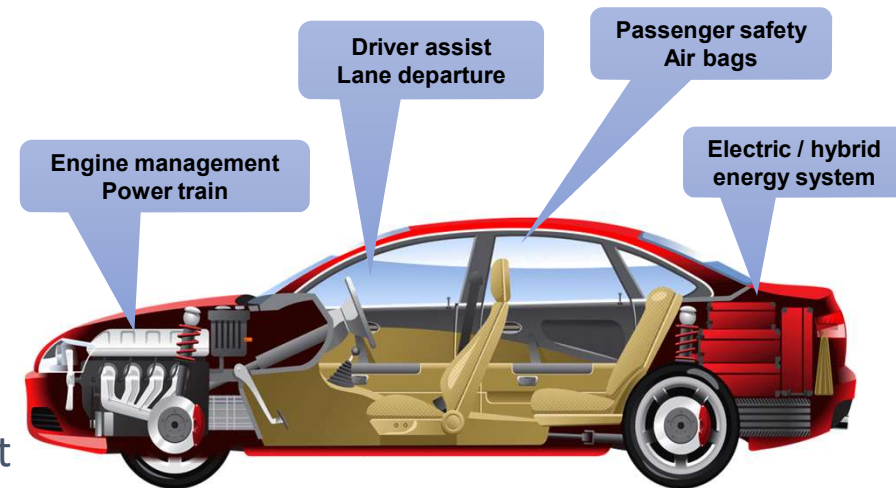 Driver assist
Lane departure
Passenger safety
Air bags
Engine management
Power train
Electric / hybrid
energy system